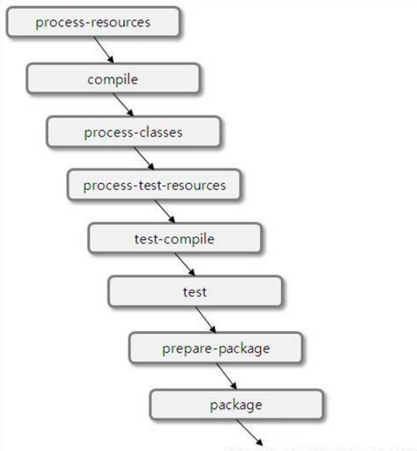 process-resources
compile
process-classes
process-test-resources
test-compile
test
prepare-package
package